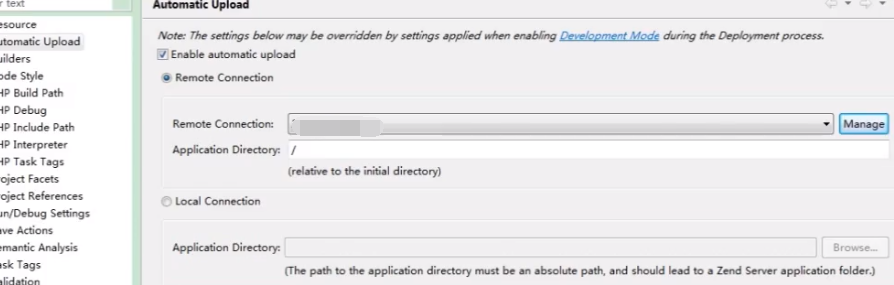 r text
Automatic Upload
esource
Note: The settings below may be overridden by settings applied when enabling Development Mode during the Deployment process.
utomatic Upload
Enable automatic upload
uilders
ode Style
Remote Connection
HP Build Path
HP Debug
HP Include Path
Remote Connection:
Manage
HP Interpreter
Application Directory: /
HP Task Tags
(relative to the initial directory)
oject Facets
oject References
Local Connection
un/Debug Settings
ave Actions
emantic Analysis
Application Directory:
Browse...
ask Tags
(The path to the application directory must be an absolute path, and should lead to a Zend Server application folder.)
alidation